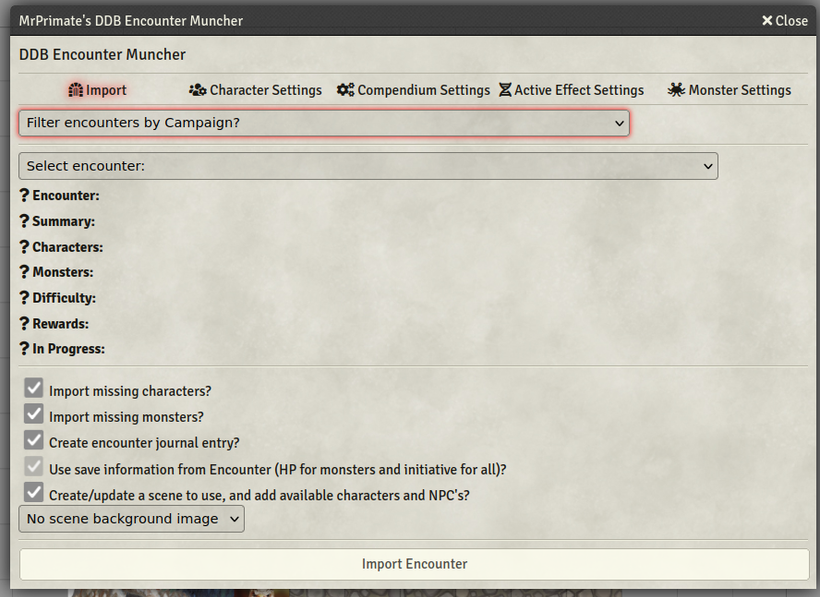 MrPrimate's DDB Encounter Muncher
Close
DDB Encounter Muncher
Import
Character Settings
Compendium Settings
Active Effect Settings
Monster Settings
Filter encounters by Campaign?
Select encounter:
? Encounter:
? Summary:
? Characters:
? Monsters:
? Difficulty:
? Rewards:
? In Progress:
Import missing characters?
Import missing monsters?
Create encounter journal entry?
Use save information from Encounter (HP for monsters and initiative for all)?
Create/update a scene to use, and add available characters and NPC's?
No scene background image
Import Encounter